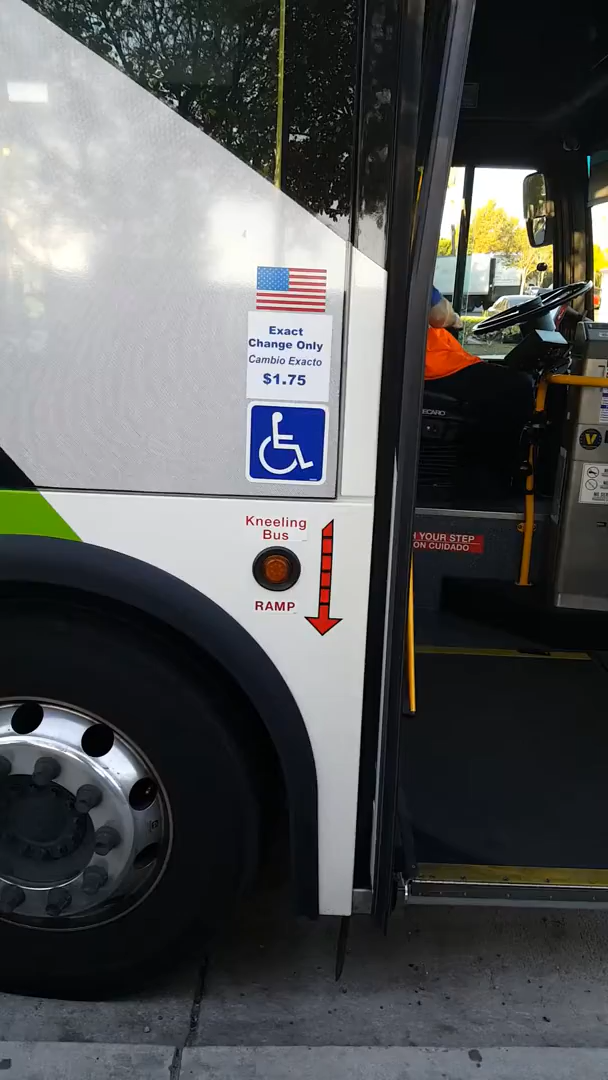 Exact
Change Only
Cambio Exacto
$1.75
Kneeling
Bus
RAMP
YOUR STEP
ON CUIDADO